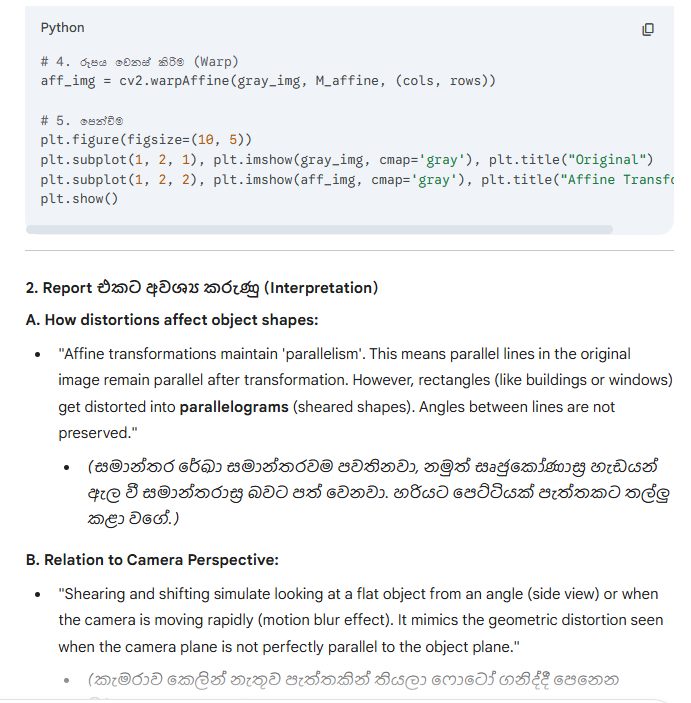 Python
# 4. රූපය වෙනස් කිරීම (Warp)
aff_img = cv2.warpAffine(gray_img, M_affine, (cols, rows))
# 5. පෙන්වීම
plt.figure(figsize=(10, 5))
plt.subplot(1, 2, 1), plt.imshow(gray_img, cmap='gray'), plt.title("Original")
plt.subplot(1, 2, 2), plt.imshow(aff_img, cmap='gray'), plt.title("Affine Transfo
plt.show()
2. Report එකට අවශ්‍ය කරුණු (Interpretation)
A. How distortions affect object shapes:
"Affine transformations maintain 'parallelism'. This means parallel lines in the original
image remain parallel after transformation. However, rectangles (like buildings or windows)
get distorted into parallelograms (sheared shapes). Angles between lines are not
preserved."
(සමාන්තර රේඛා සමාන්තරවම පවතිනවා, නමුත් සෘජුකෝණාස්‍ර හැඩයන්
ඇල වී සමාන්තරාස්‍ර බවට පත් වෙනවා. හරියට පෙට්ටියක් පැත්තකට තල්ලු
කළා වගේ.)
B. Relation to Camera Perspective:
"Shearing and shifting simulate looking at a flat object from an angle (side view) or when
the camera is moving rapidly (motion blur effect). It mimics the geometric distortion seen
when the camera plane is not perfectly parallel to the object plane."
(කැමරාව කෙලින් නැතුව පැත්තකින් තියලා ෆොටෝ ගනිද්දී පෙනෙන